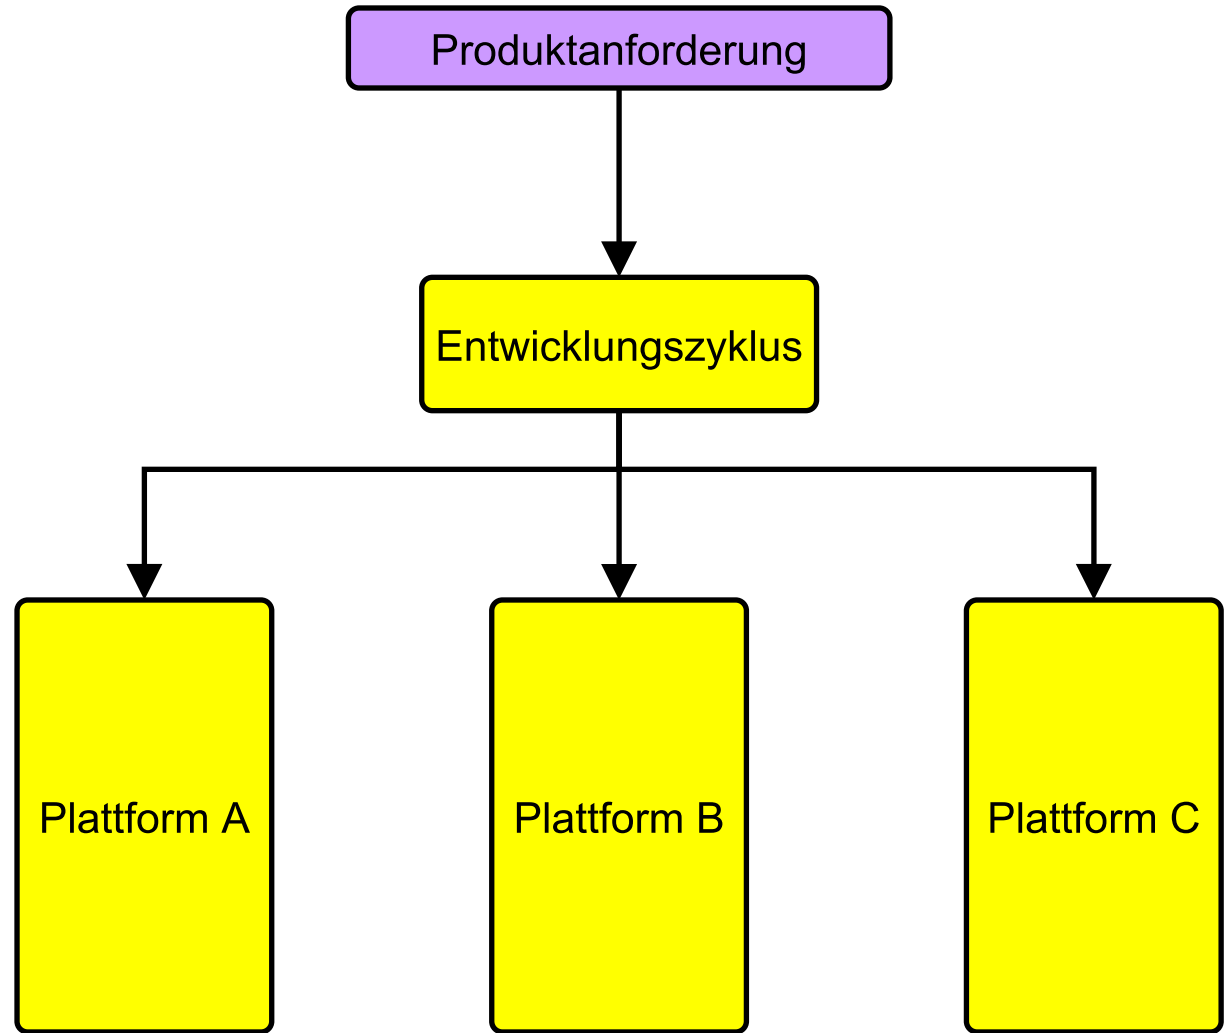 Produktanforderung
Entwicklungszyklus
Plattform A
Plattform B
Plattform C